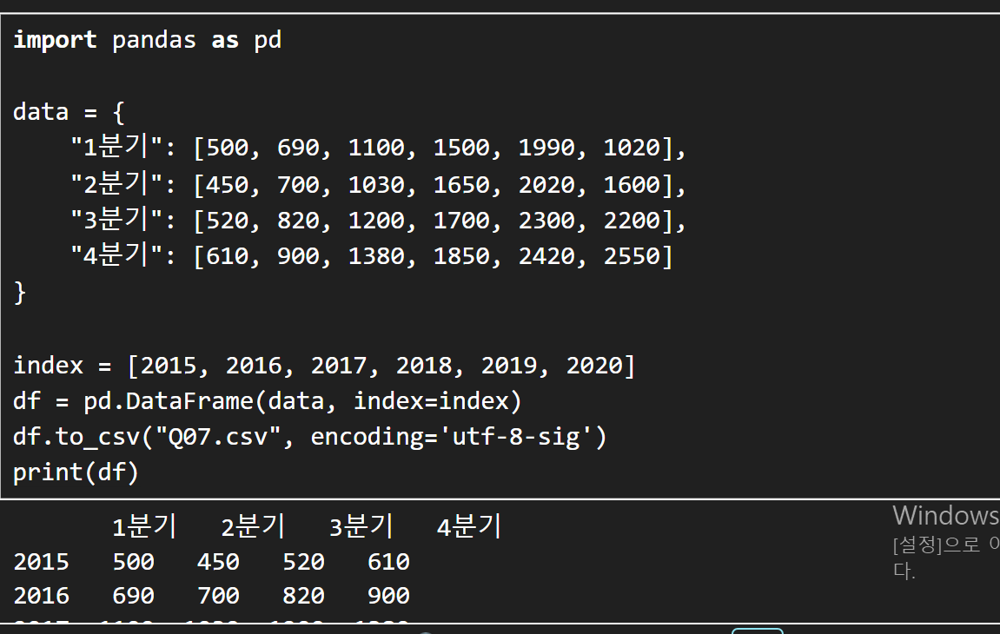 import pandas as pd
data = {
"1분기": [500, 690, 1100, 1500, 1990, 1020],
"2분기": [450, 700, 1030, 1650, 2020, 1600],
"3분기": [520, 820, 1200, 1700, 2300, 2200],
"4분기": [610, 900, 1380, 1850, 2420, 2550]
}
index = [2015, 2016, 2017, 2018, 2019, 2020]
df = pd.DataFrame(data, index=index)
df.to_csv("Q07.csv", encoding='utf-8-sig')
print(df)
1분기 2분기 3분기 4분기
2015 500 450 520 610
2016 690 700 820 900
Windows
[설정]으로
다.